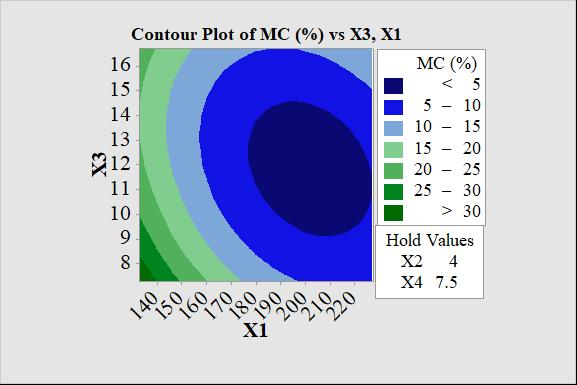 Contour Plot of MC (%) vs X3, X1
16
15
14
13
12
11
10
9
8
X3
140
150
160
170
180
190
200
210
220
X1
MC (%)
< 5
5 – 10
10 – 15
15 – 20
20 – 25
25 – 30
> 30
Hold Values
X2 4
X4 7.5